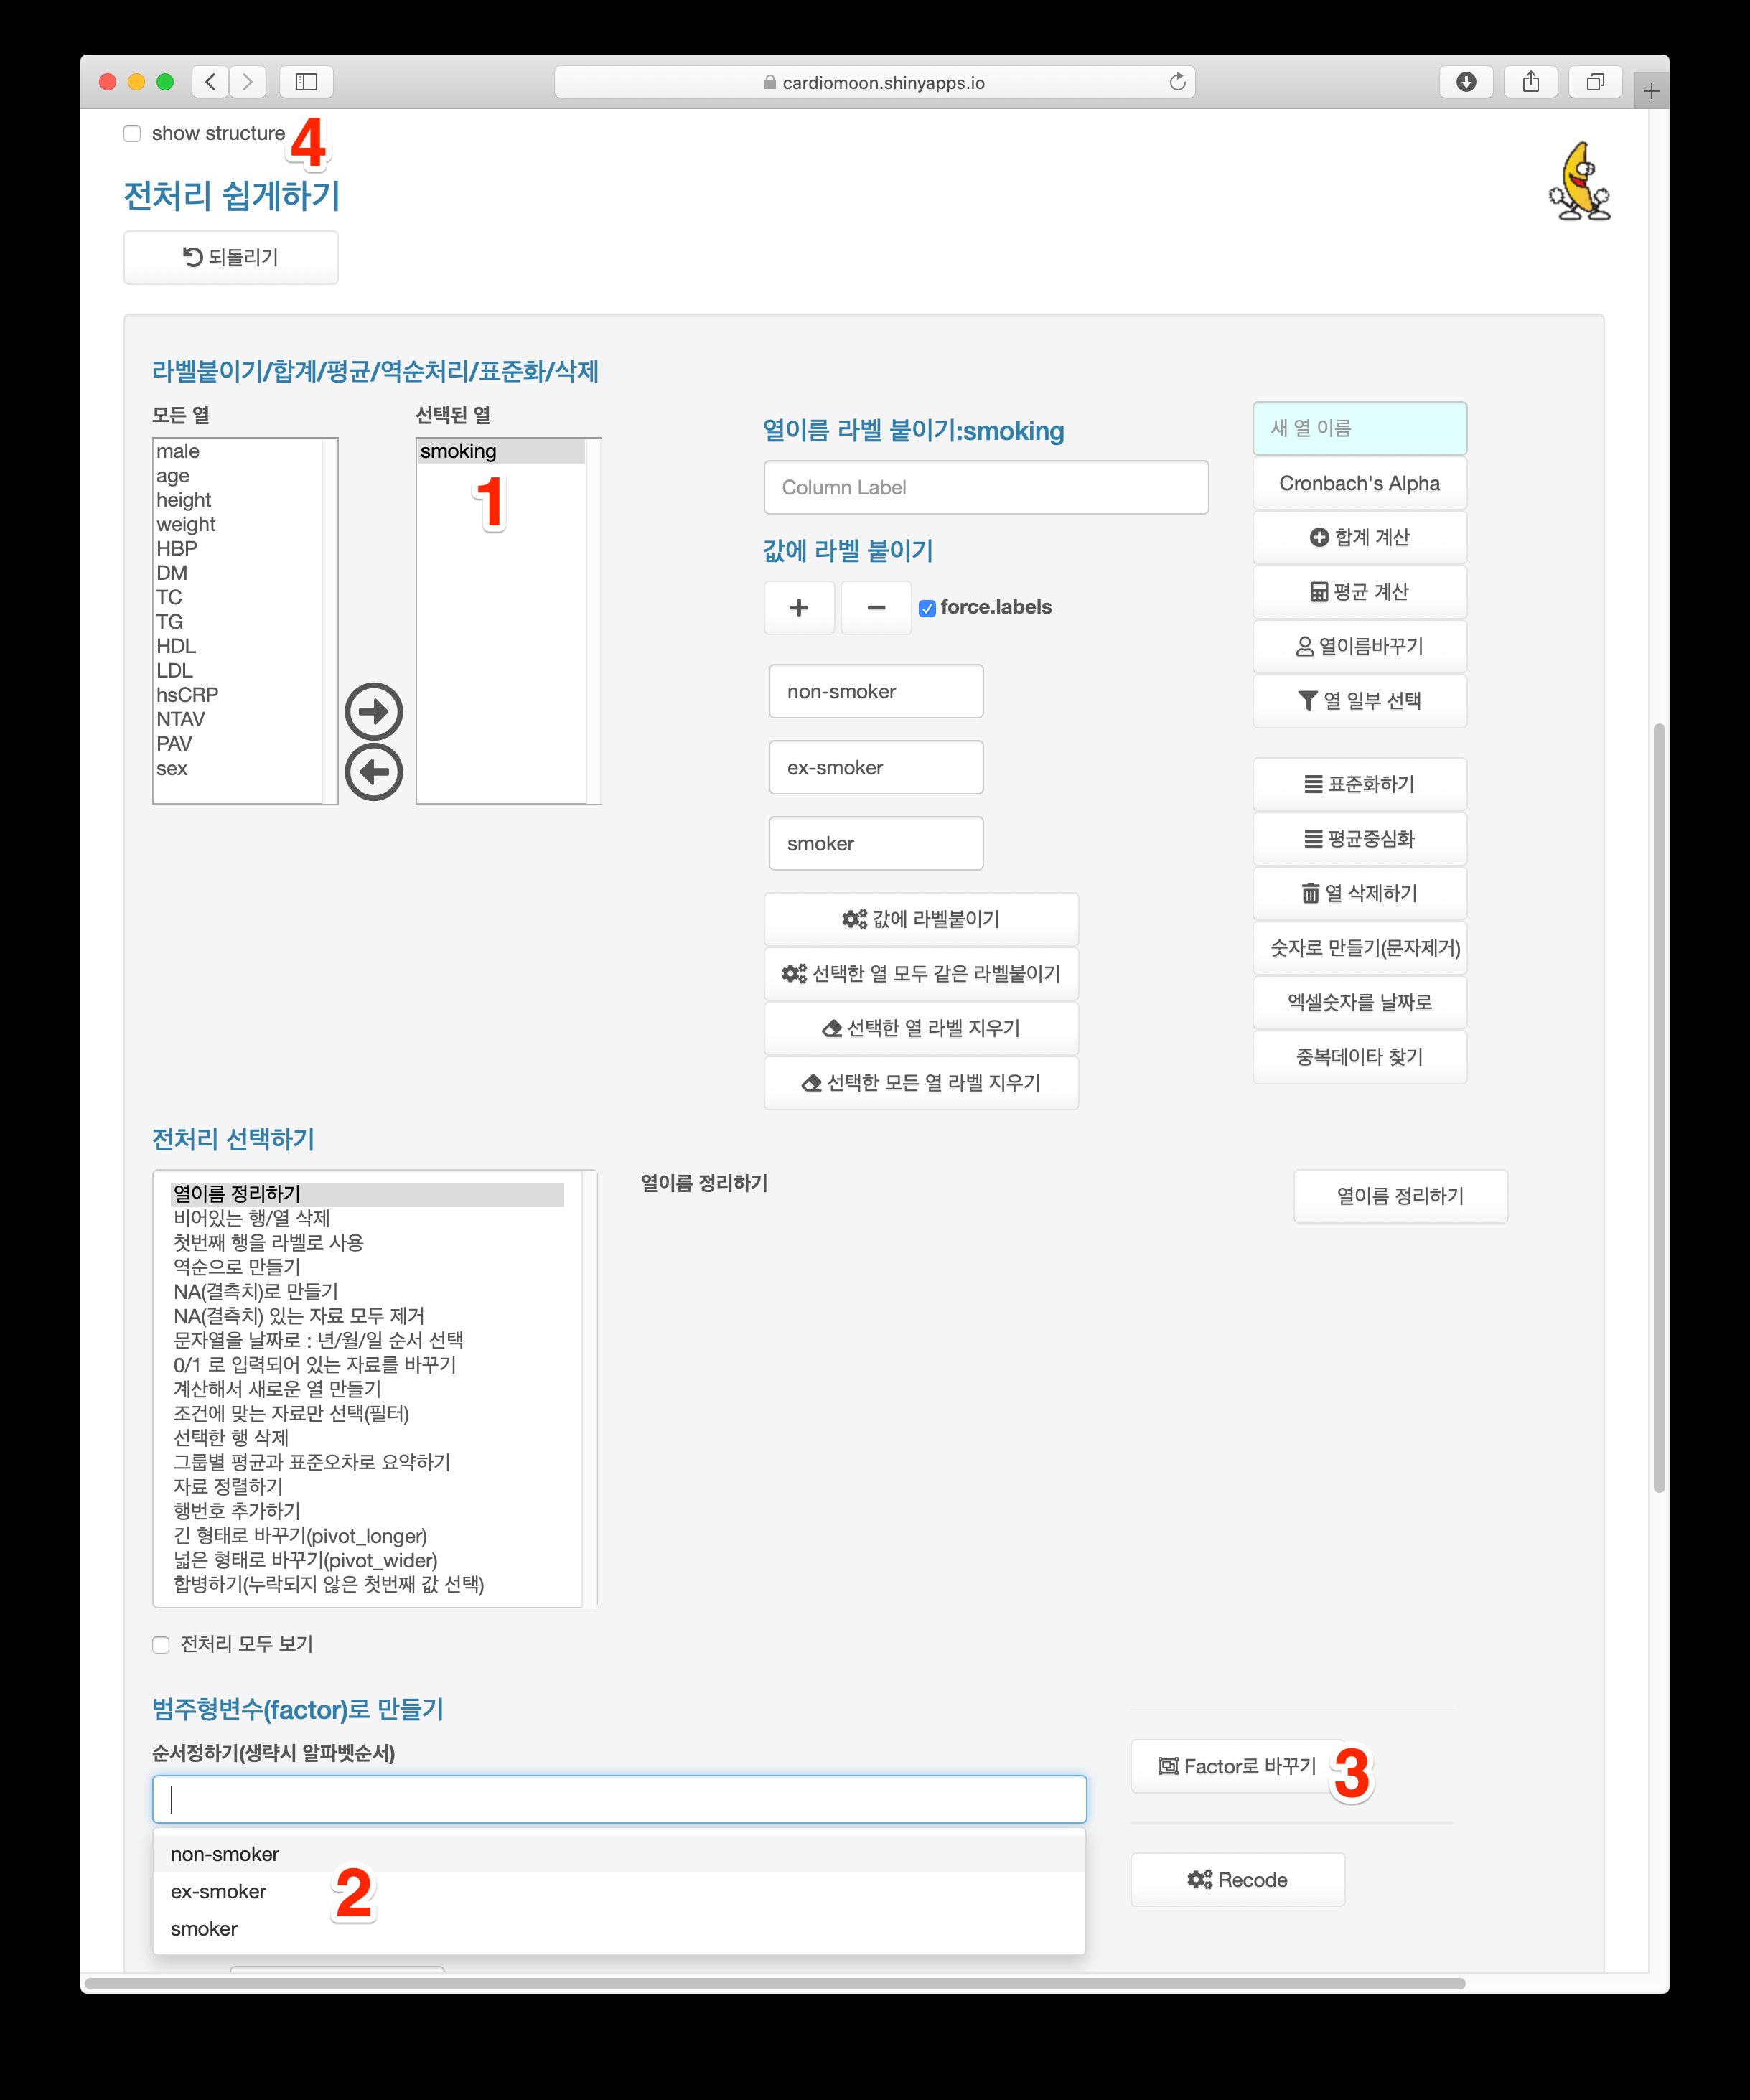 cardiomoon.shinyapps.io
show structure
4
전처리 쉽게하기
되돌리기
라벨붙이기/합계/평균/역순처리/표준화/삭제
모든 열
male
age
height
weight
HBP
DM
TC
TG
HDL
LDL
hsCRP
NTAV
PAV
sex
선택된 열
smoking
1
열이름 라벨 붙이기:smoking
Column Label
값에 라벨 붙이기
force.labels
non-smoker
ex-smoker
smoker
값에 라벨붙이기
선택한 열 모두 같은 라벨붙이기
선택한 열 라벨 지우기
선택한 모든 열 라벨 지우기
새 열 이름
Cronbach's Alpha
합계 계산
평균 계산
열이름바꾸기
열 일부 선택
표준화하기
평균중심화
열 삭제하기
숫자로 만들기(문자제거)
엑셀숫자를 날짜로
중복데이타 찾기
전처리 선택하기
열이름 정리하기
비어있는 행/열 삭제
첫번째 행을 라벨로 사용
역순으로 만들기
NA(결측치)로 만들기
NA(결측치) 있는 자료 모두 제거
문자열을 날짜로 : 년/월/일 순서 선택
0/1 로 입력되어 있는 자료를 바꾸기
계산해서 새로운 열 만들기
조건에 맞는 자료만 선택(필터)
선택한 행 삭제
그룹별 평균과 표준오차로 요약하기
자료 정렬하기
행번호 추가하기
긴 형태로 바꾸기(pivot_longer)
넓은 형태로 바꾸기(pivot_wider)
합병하기(누락되지 않은 첫번째 값 선택)
열이름 정리하기
열이름 정리하기
전처리 모두 보기
범주형변수(factor)로 만들기
순서정하기(생략시 알파벳순서)
non-smoker
ex-smoker
smoker
2
Factor로 바꾸기
3
Recode